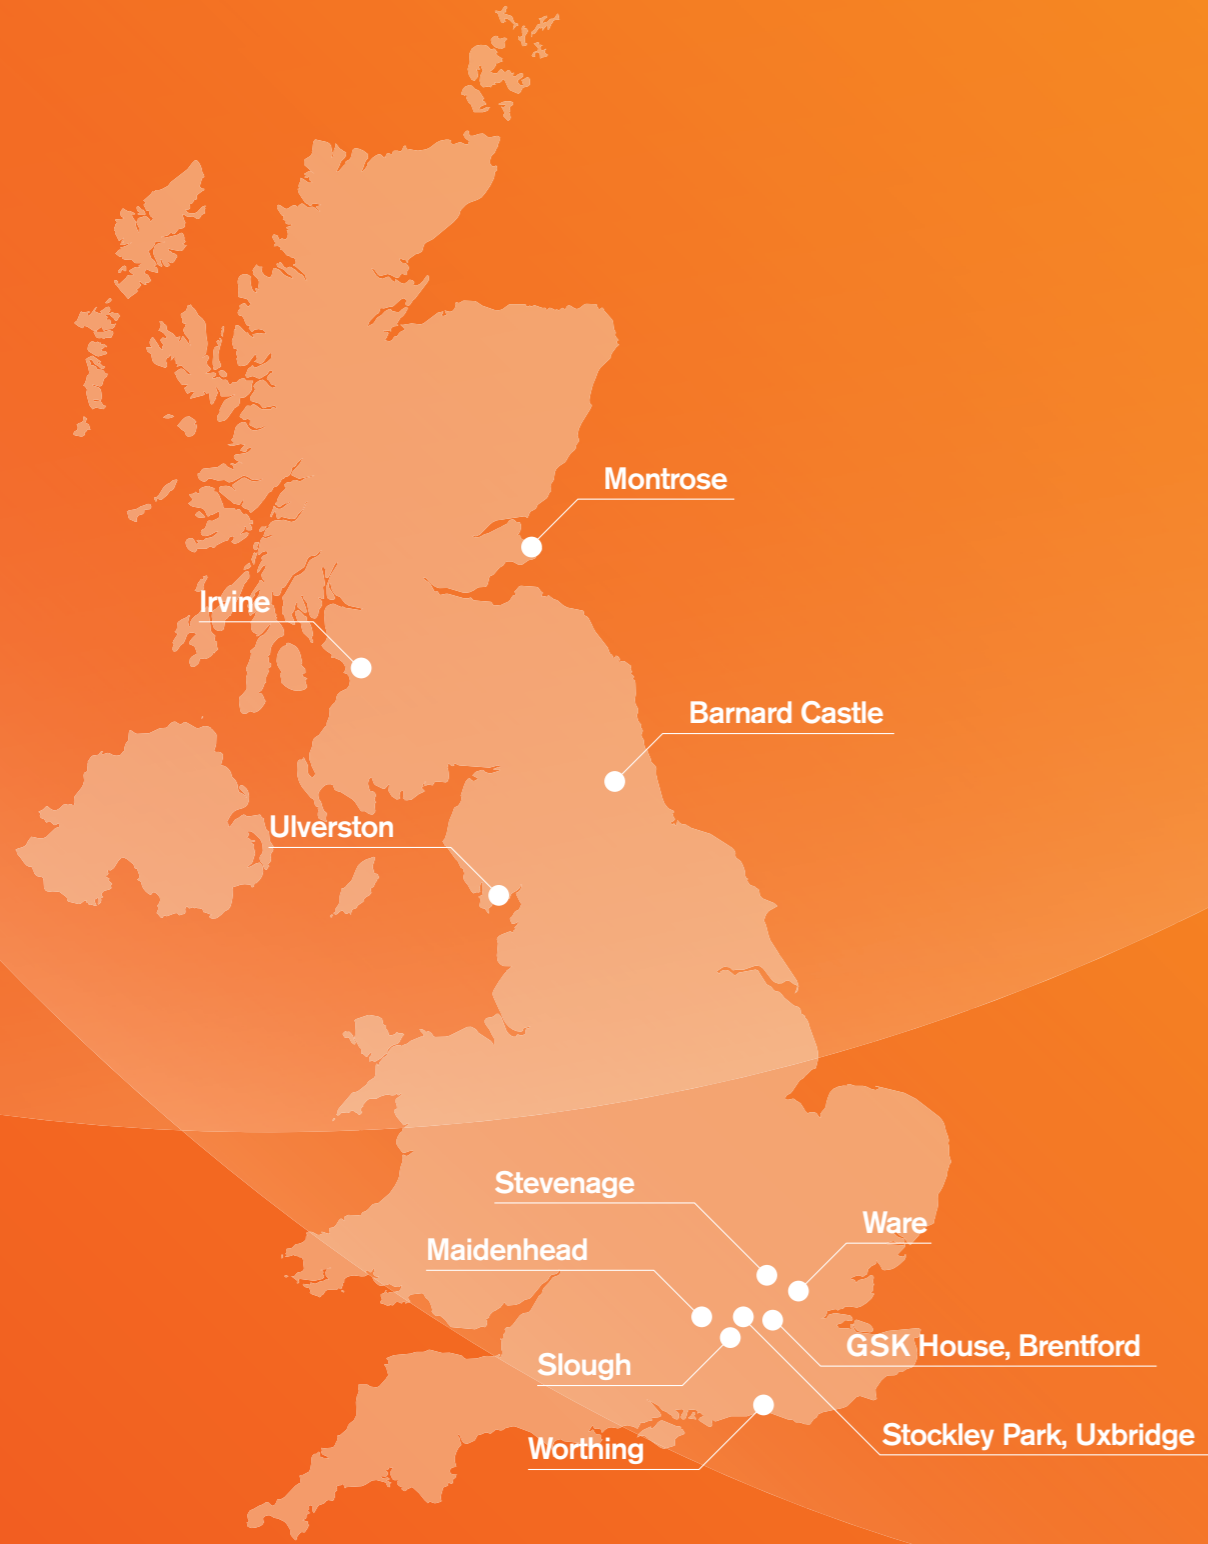 Montrose
Irvine
Barnard Castle
Ulverston
Stevenage
Ware
Maidenhead
GSK House, Brentford
Slough
Stockley Park, Uxbridge
Worthing